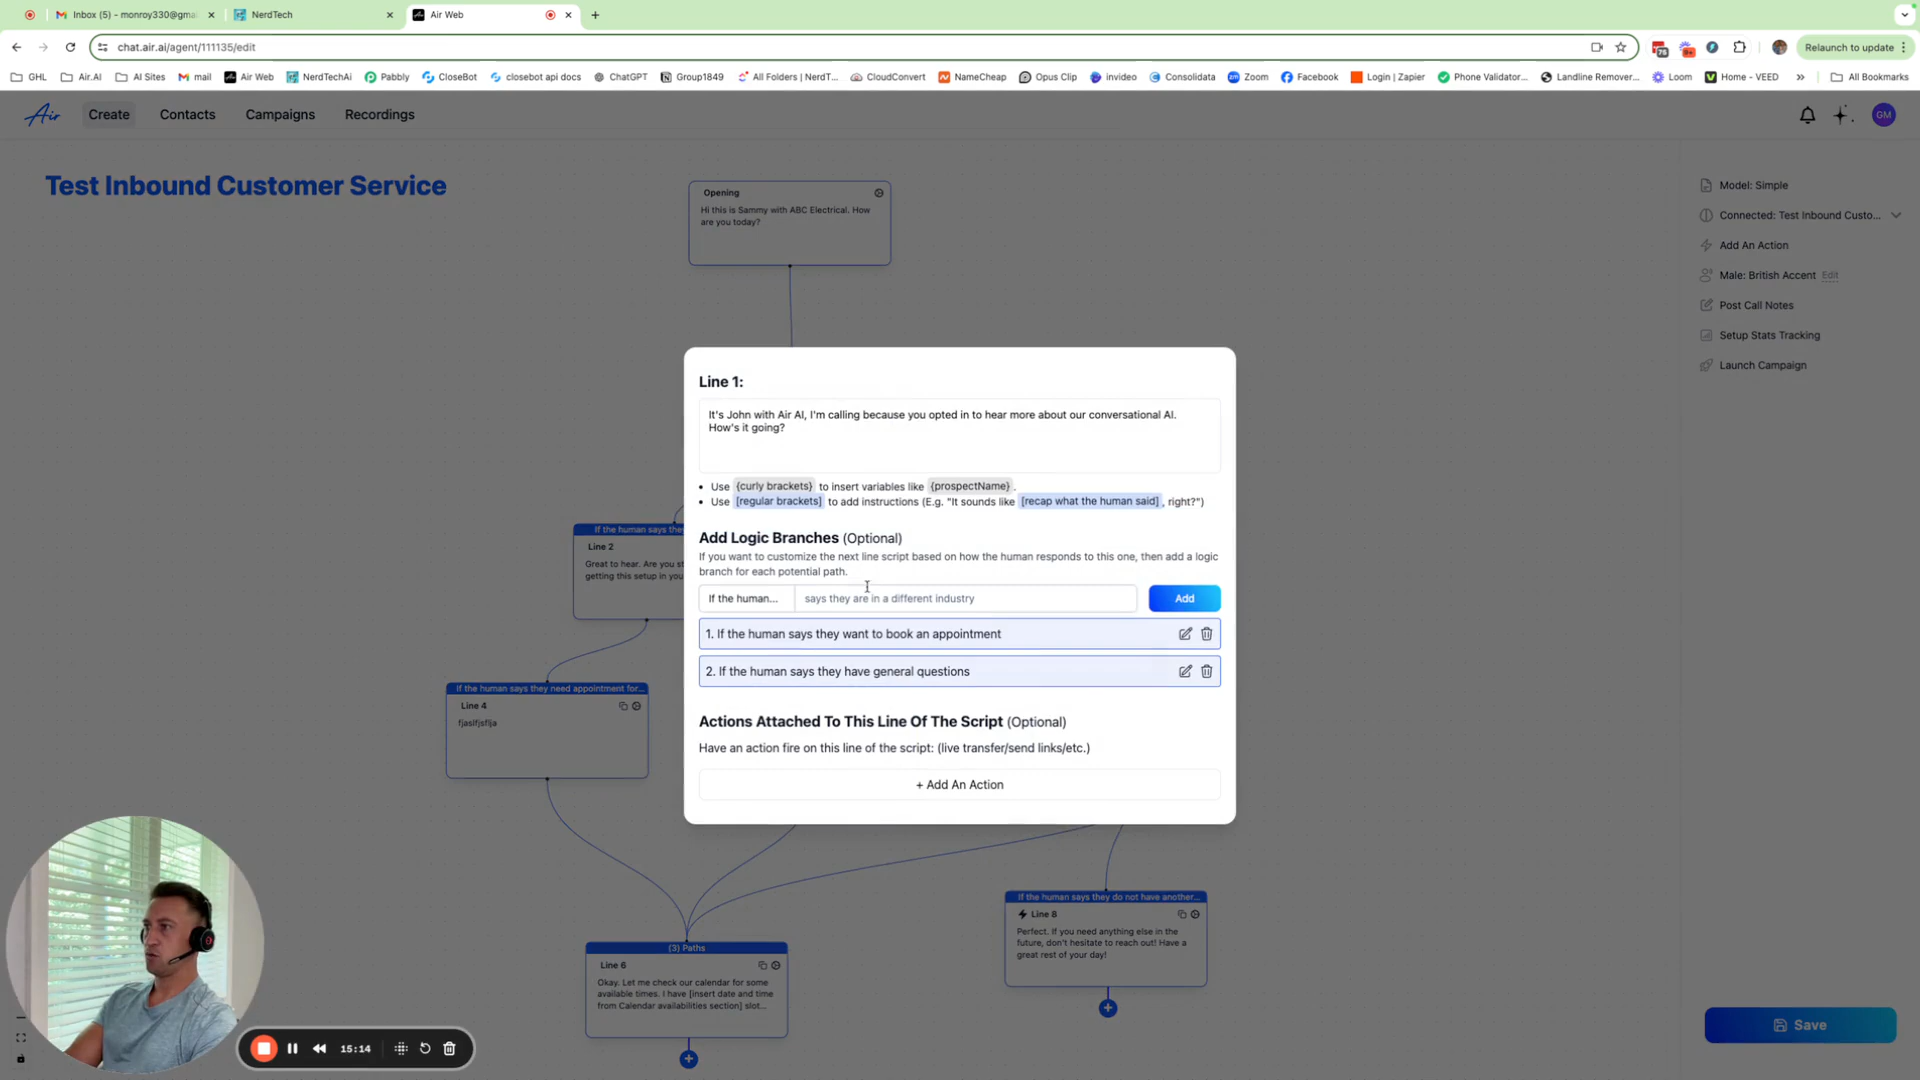 Inbox (5) - monroy330@gma
NerdTech
Air Web
chat.air.ai/agent/111135/edit
Relaunch to update
GHL
Air.AI
AI Sites
mail
Air Web
NerdTechAi
Pabbly
CloseBot
closebot api docs
ChatGPT
Group1849
All Folders | NerdT...
CloudConvert
NameCheap
Opus Clip
invideo
Consolidata
Zoom
Facebook
Login | Zapier
Phone Validator...
Landline Remover...
Loom
Home - VEED
All Bookmarks
Air
Create
Contacts
Campaigns
Recordings
GM
Test Inbound Customer Service
Opening
Hi this is Sammy with ABC Electrical. How
are you today?
Model: Simple
Connected: Test Inbound Custo...
Add An Action
Male: British Accent Edit
Post Call Notes
Setup Stats Tracking
Launch Campaign
Line 1:
It's John with Air AI, I'm calling because you opted in to hear more about our conversational AI.
How's it going?
• Use {curly brackets} to insert variables like {prospectName}.
• Use [regular brackets] to add instructions (E.g. "It sounds like [recap what the human said], right?")
Add Logic Branches (Optional)
If you want to customize the next line script based on how the human responds to this one, then add a logic
branch for each potential path.
If the human...
says they are in a different industry
Add
1. If the human says they want to book an appointment
2. If the human says they have general questions
Actions Attached To This Line Of The Script (Optional)
Have an action fire on this line of the script: (live transfer/send links/etc.)
+ Add An Action
If the human says the
Line 2
Great to hear. Are you s
getting this setup in you
If the human says they need appointment for...
Line 4
fjaslfjsflja
(3) Paths
Line 6
Okay. Let me check our calendar for some
available times. I have [insert date and time
from Calendar availabilities section] slot...
If the human says they do not have another...
Line 8
Perfect. If you need anything else in the
future, don't hesitate to reach out! Have a
great rest of your day!
Save
15:14